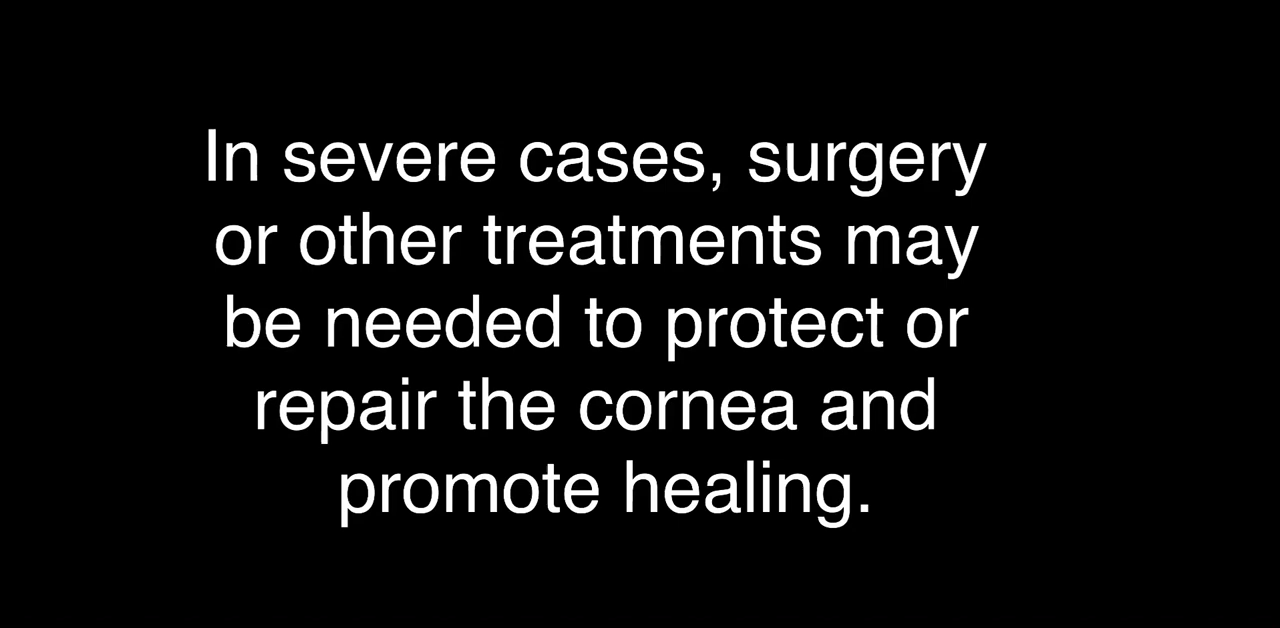 In severe cases, surgery
or other treatments may
be needed to protect or
repair the cornea and
promote healing.